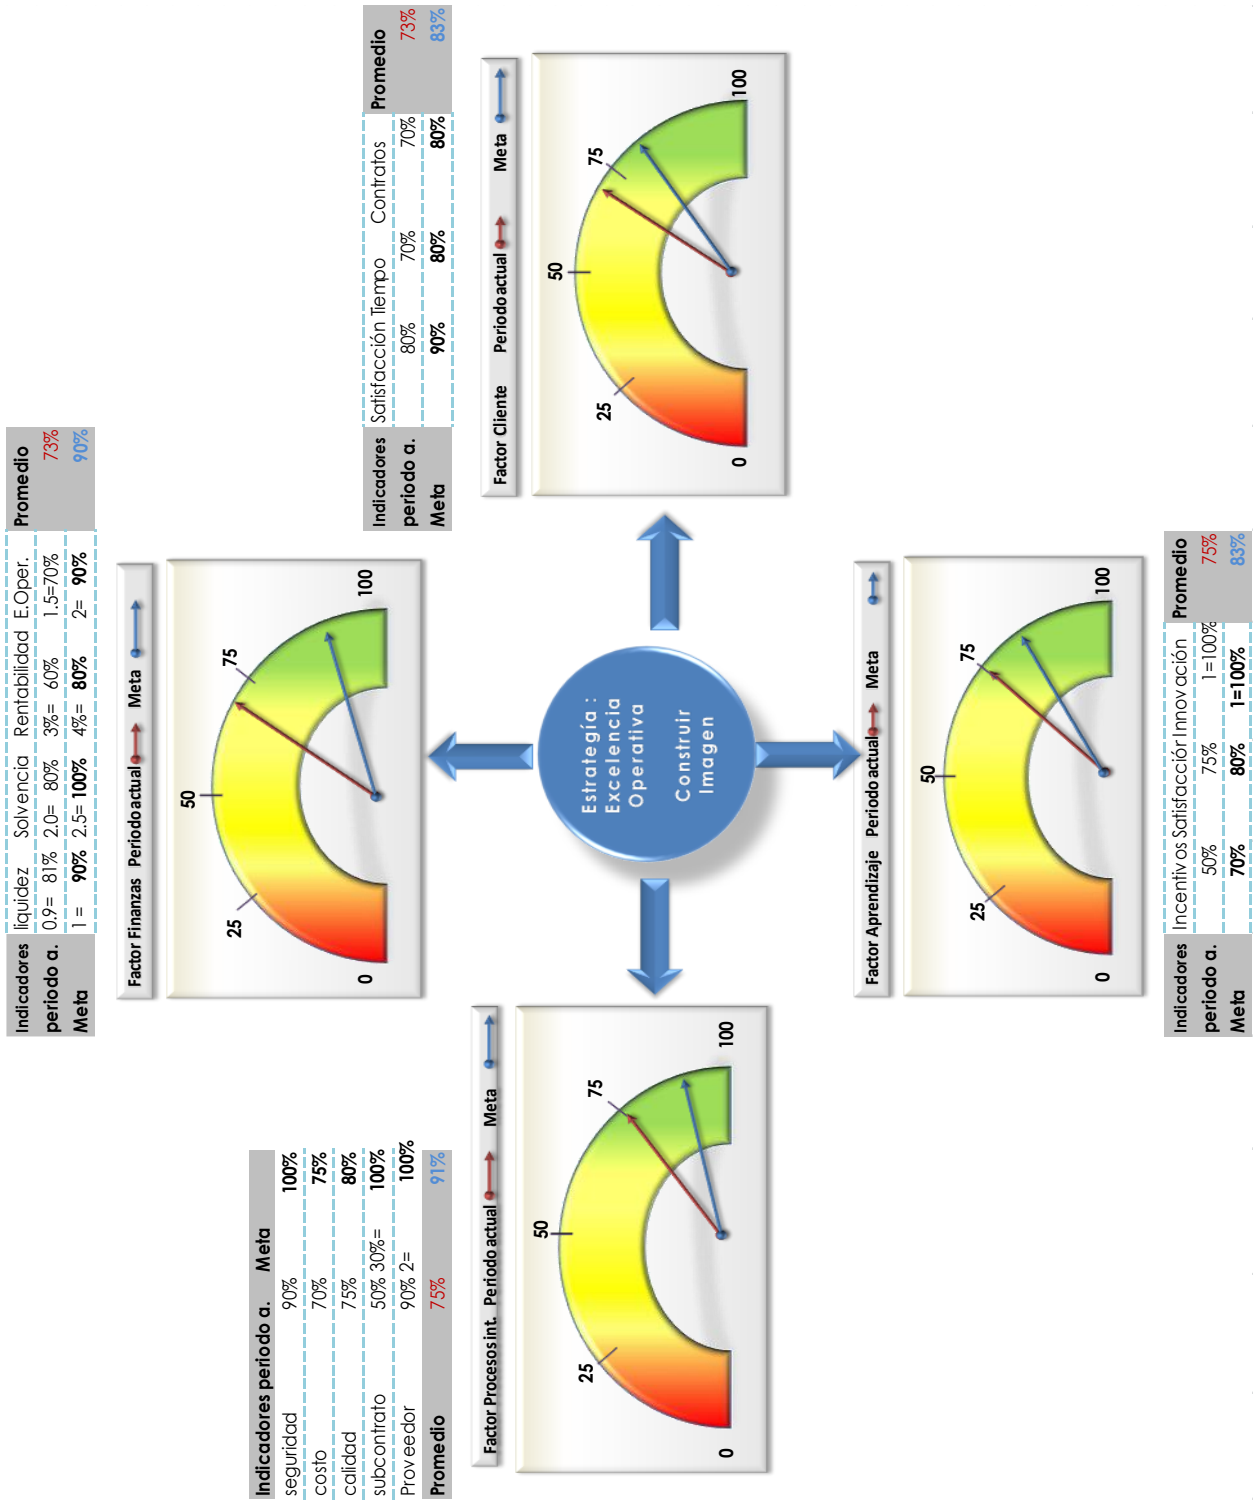 Indicadores liquidez Solvencia Rentabilidad E.Oper. Promedio
periodo a. 0.9= 81% 2.0= 80% 3%= 60% 1.5=70% 73%
Meta 1 = 90% 2.5= 100% 4%= 80% 2= 90% 90%
Factor Finanzas Periodo actual Meta
0
25
50
75
100
Indicadores periodo a. Meta
seguridad 90% 100%
costo 70% 75%
calidad 75% 80%
subcontrato 50% 30%= 100%
Proveedor 90% 2= 100%
Promedio 75% 91%
Factor Procesos int. Periodo actual Meta
0
25
50
75
100
Estrategía :
Excelencia
Operativa
Construir
Imagen
Indicadores Satisfacción Tiempo Contratos Promedio
periodo a. 80% 70% 70% 73%
Meta 90% 80% 80% 83%
Factor Cliente Periodo actual Meta
0
25
50
75
100
Factor Aprendizaje Periodo actual Meta
0
25
50
75
100
Indicadores Incentivos Satisfacción Innovación Promedio
periodo a. 50% 75% 1=100% 75%
Meta 70% 80% 1=100% 83%